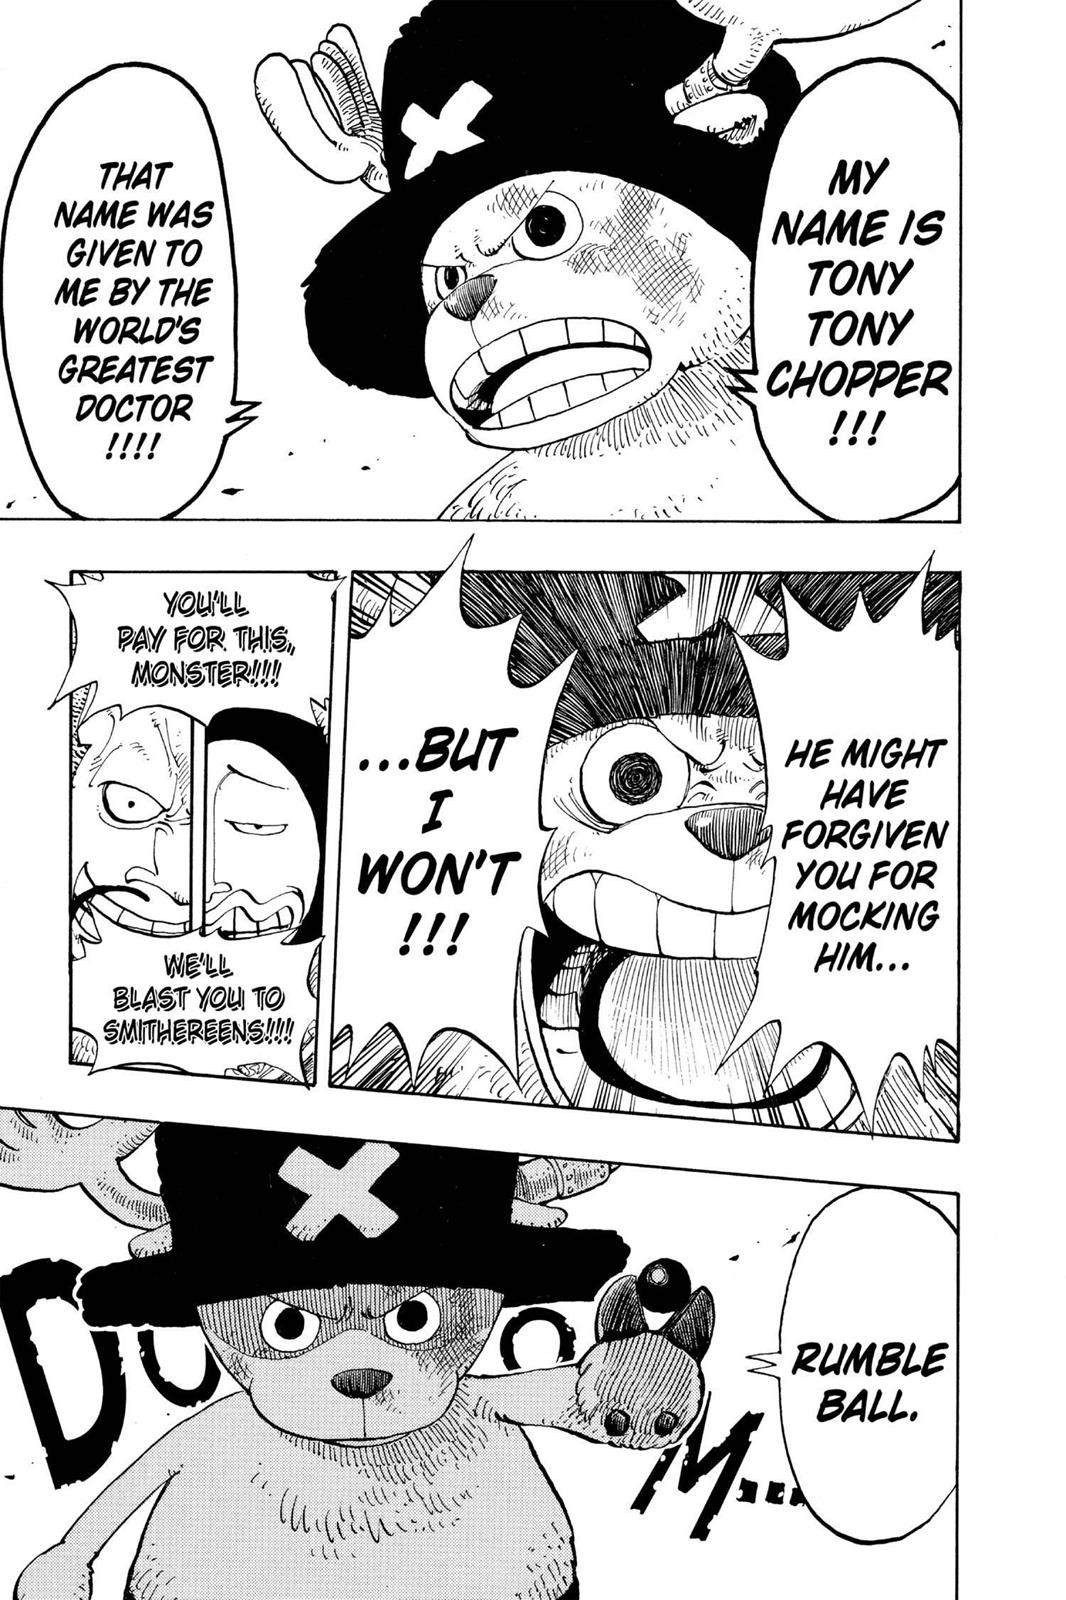 MY
NAME IS
TONY
TONY
CHOPPER
!!!
THAT
NAME WAS
GIVEN TO
ME BY THE
WORLD'S
GREATEST
DOCTOR
!!!!
HE MIGHT
HAVE
FORGIVEN
YOU FOR
MOCKING
HIM...
...BUT
I
WON'T
!!!
YOU'LL
PAY FOR THIS,
MONSTER!!!
WE'LL
BLAST YOU TO
SMITHEREENS!!!
RUMBLE
BALL.